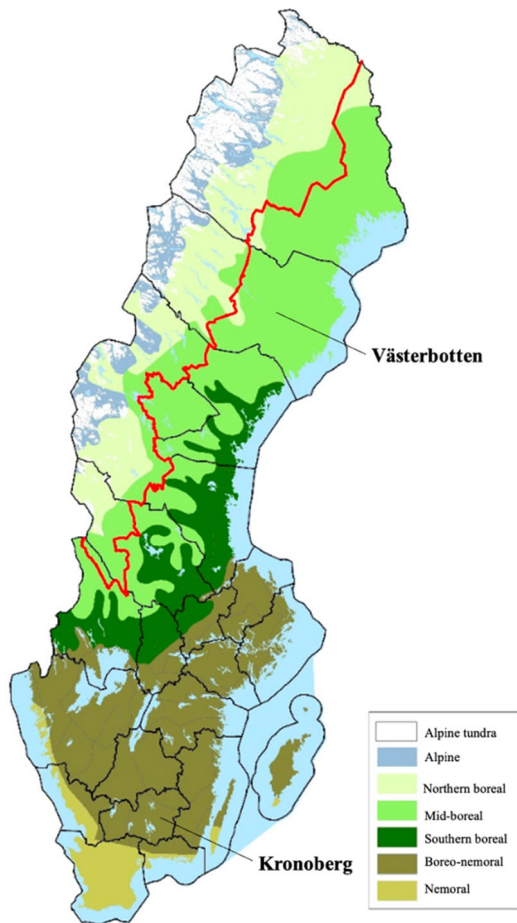 Västerbotten
Alpine tundra
Alpine
Northern boreal
Mid-boreal
Southern boreal
Boreo-nemoral
Nemoral
Kronoberg